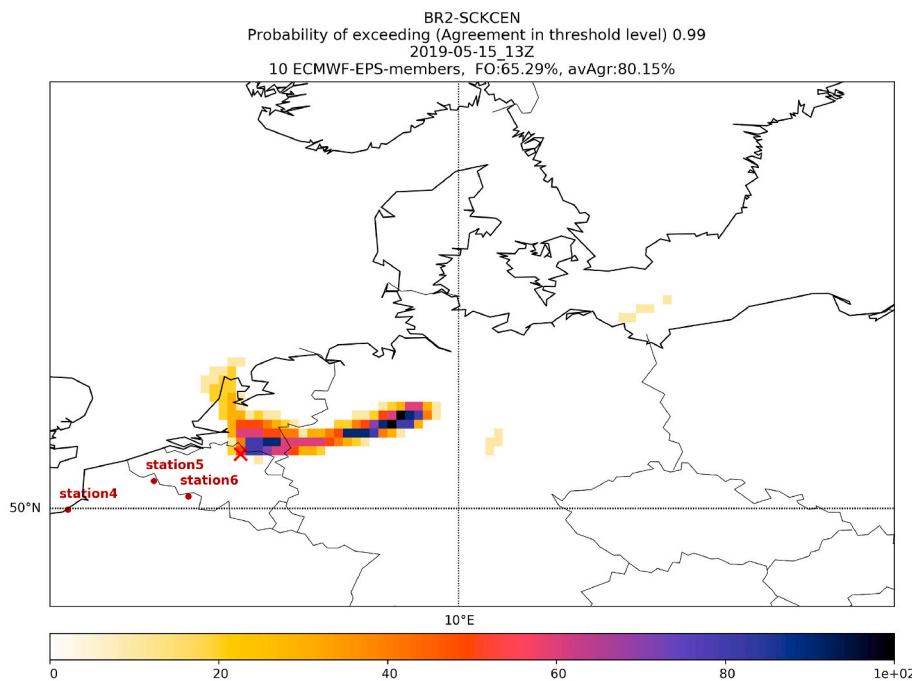 BR2-SCKCEN
Probability of exceeding (Agreement in threshold level) 0.99
2019-05-15_13Z
10 ECMWF-EPS-members,  FO:65.29%, avAgr:80.15%
station5
station6
station4
50°N
10°E
0
20
40
60
80
1e+02